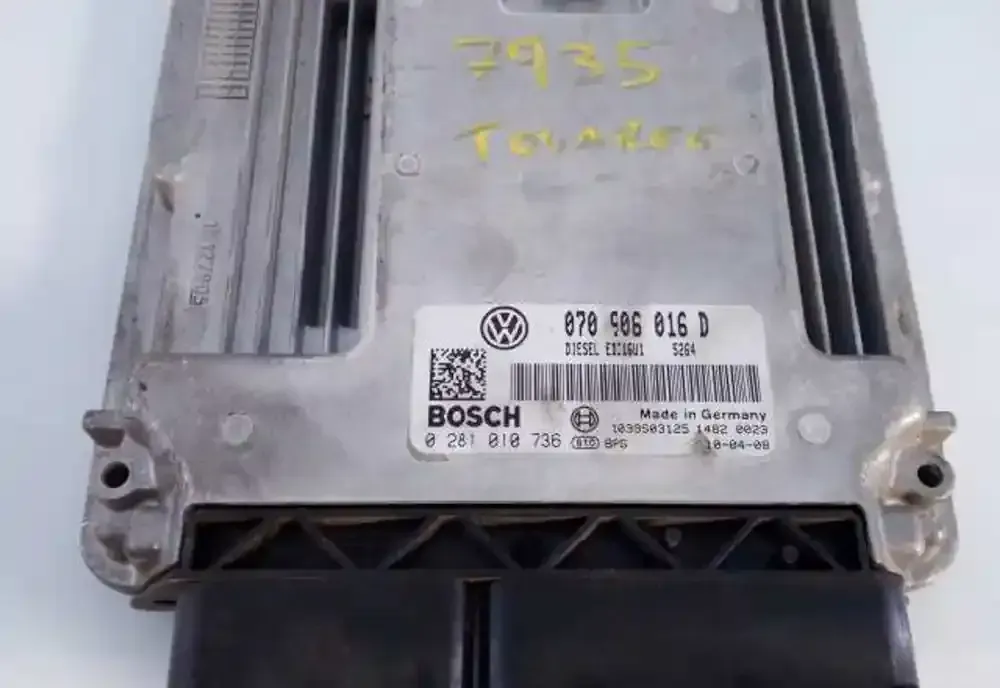 7935
TOUAREG
070 906 016 D
DIESEL EDC16U1 5264
BOSCH
Made in Germany
1039S03125 1482 0023
0 281 010 736 BPS 10-04-08